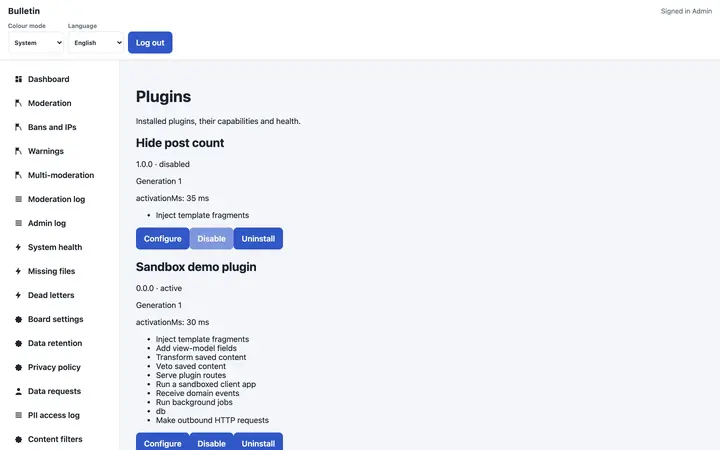 Bulletin
Signed in Admin
Colour mode
Language
System
English
Log out
Dashboard
Moderation
Bans and IPs
Warnings
Multi-moderation
Moderation log
Admin log
System health
Missing files
Dead letters
Board settings
Data retention
Privacy policy
Data requests
PII access log
Content filters
Plugins
Installed plugins, their capabilities and health.
Hide post count
1.0.0 · disabled
Generation 1
activationMs: 35 ms
Inject template fragments
Configure
Disable
Uninstall
Sandbox demo plugin
0.0.0 · active
Generation 1
activationMs: 30 ms
Inject template fragments
Add view-model fields
Transform saved content
Veto saved content
Serve plugin routes
Run a sandboxed client app
Receive domain events
Run background jobs
db
Make outbound HTTP requests
Configure
Disable
Uninstall